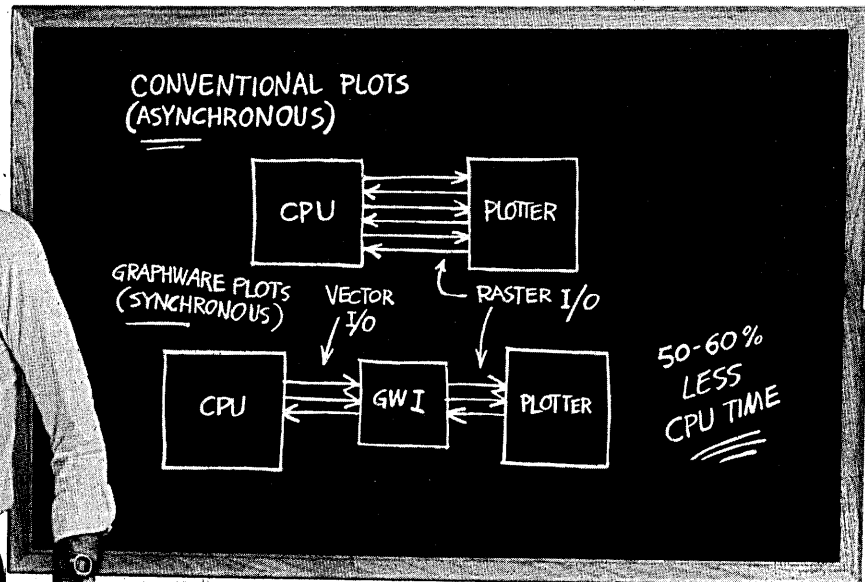 CONVENTIONAL PLOTS
(ASYNCHRONOUS)
CPU
PLOTTER
GRAPHWARE PLOTS
(SYNCHRONOUS)
VECTOR
I/O
RASTER I/O
CPU
GWI
PLOTTER
50-60%
LESS
CPU TIME